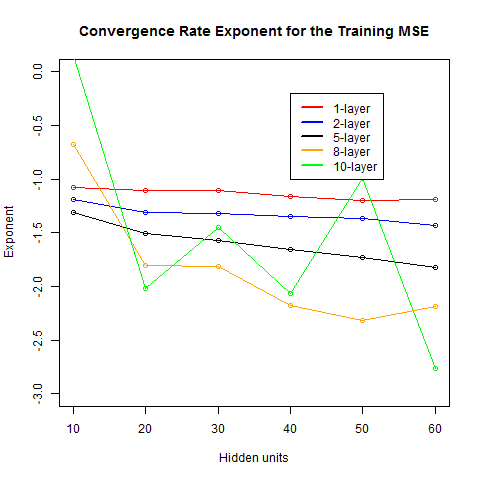 Convergence Rate Exponent for the Training MSE
1-layer
2-layer
5-layer
8-layer
10-layer
0.0
-0.5
-1.0
-1.5
-2.0
-2.5
-3.0
Exponent
10 20 30 40 50 60
Hidden units